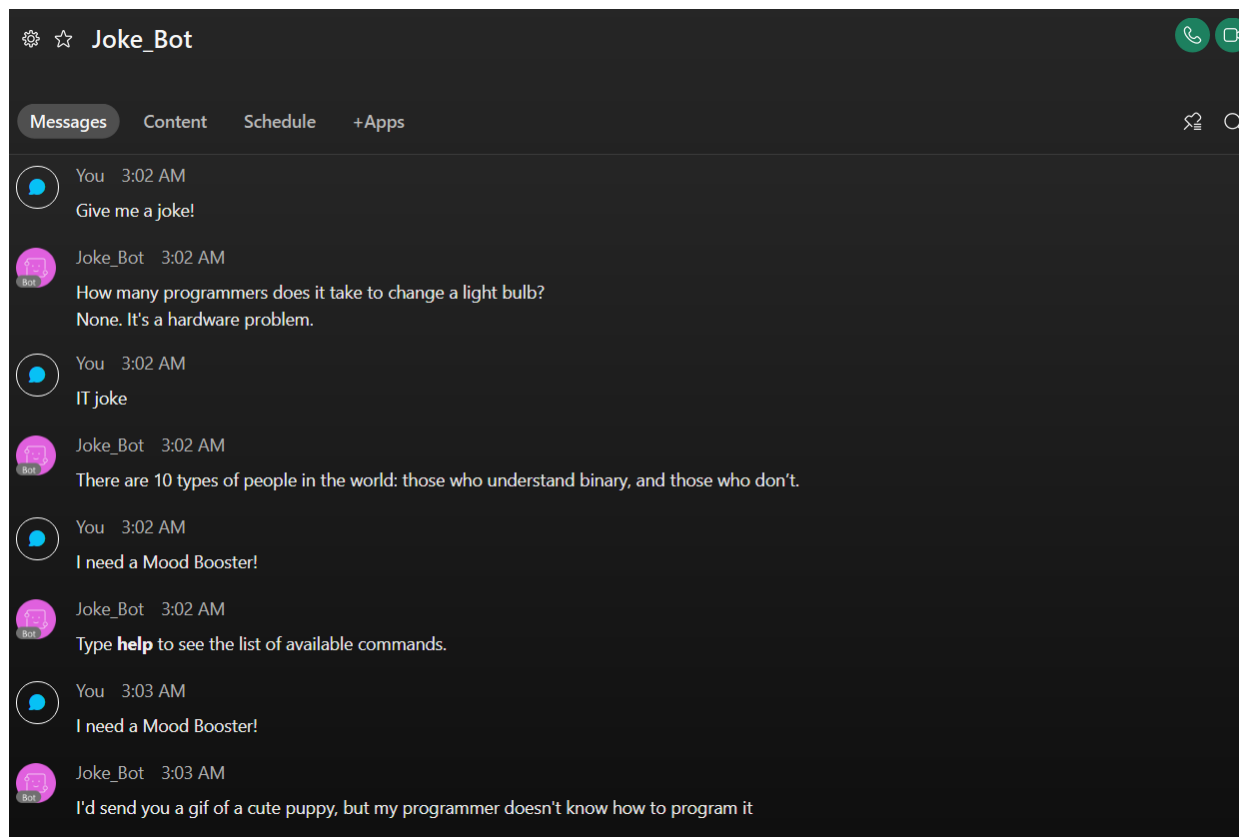 Joke_Bot
Messages Content Schedule +Apps
You 3:02 AM
Give me a joke!
Joke_Bot 3:02 AM
Bot
How many programmers does it take to change a light bulb?
None. It's a hardware problem.
You 3:02 AM
IT joke
Joke_Bot 3:02 AM
Bot
There are 10 types of people in the world: those who understand binary, and those who don’t.
You 3:02 AM
I need a Mood Booster!
Joke_Bot 3:02 AM
Bot
Type help to see the list of available commands.
You 3:03 AM
I need a Mood Booster!
Joke_Bot 3:03 AM
Bot
I'd send you a gif of a cute puppy, but my programmer doesn't know how to program it